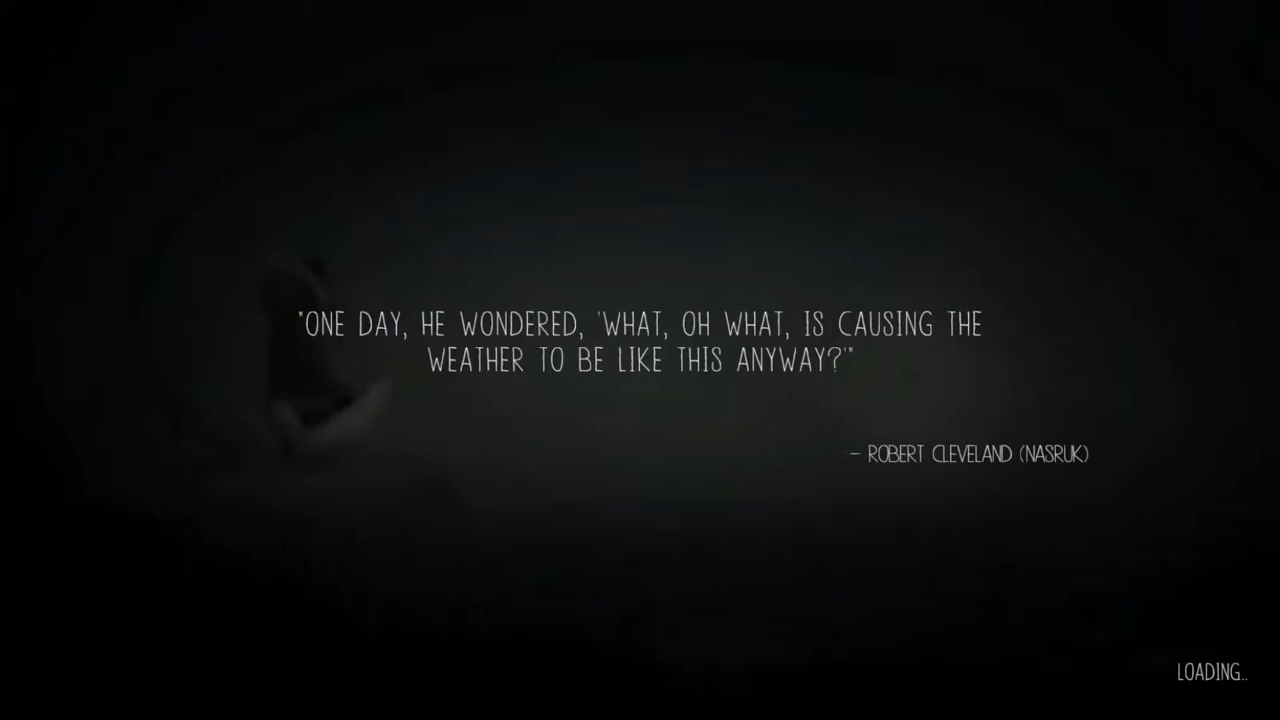 "ONE DAY, HE WONDERED, 'WHAT, OH WHAT, IS CAUSING THE
WEATHER TO BE LIKE THIS ANYWAY?'"
– ROBERT CLEVELAND (NASRUK)
LOADING..